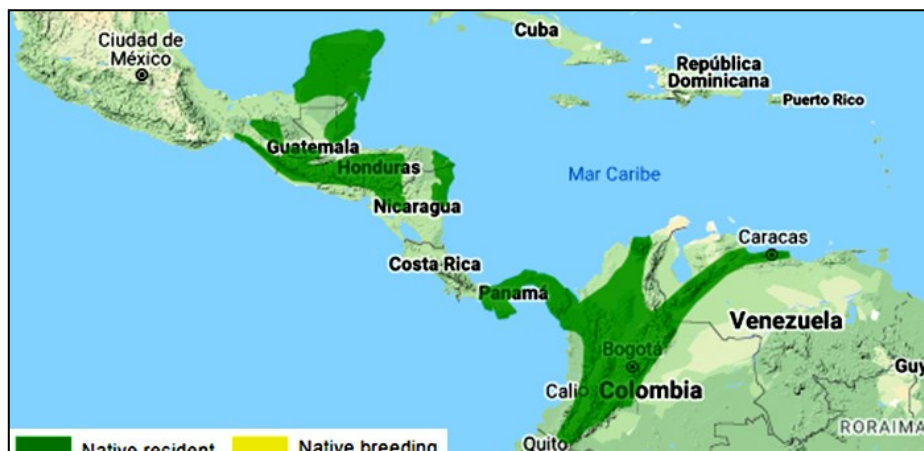 Ciudad de
México
Cuba
República
Dominicana
Puerto Rico
Guatemala
Honduras
Mar Caribe
Nicaragua
Caracas
Costa Rica
Panamá
Venezuela
Bogotá
Guy
Cali
Colombia
RORAIMA
Quito
Native resident
Native breeding